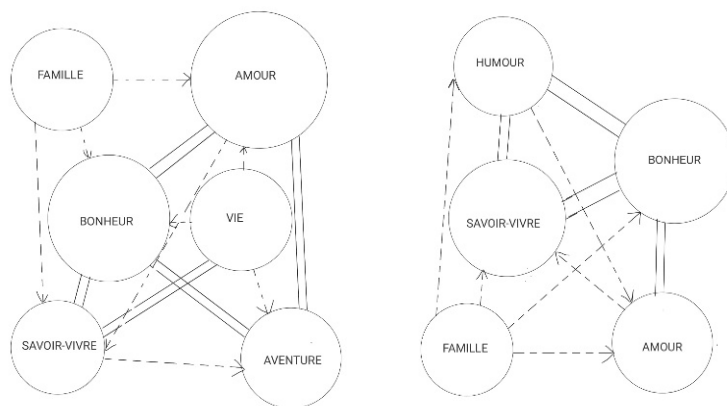 FAMILLE
AMOUR
BONHEUR
VIE
SAVOIR-VIVRE
AVENTURE
HUMOUR
BONHEUR
SAVOIR-VIVRE
FAMILLE
AMOUR